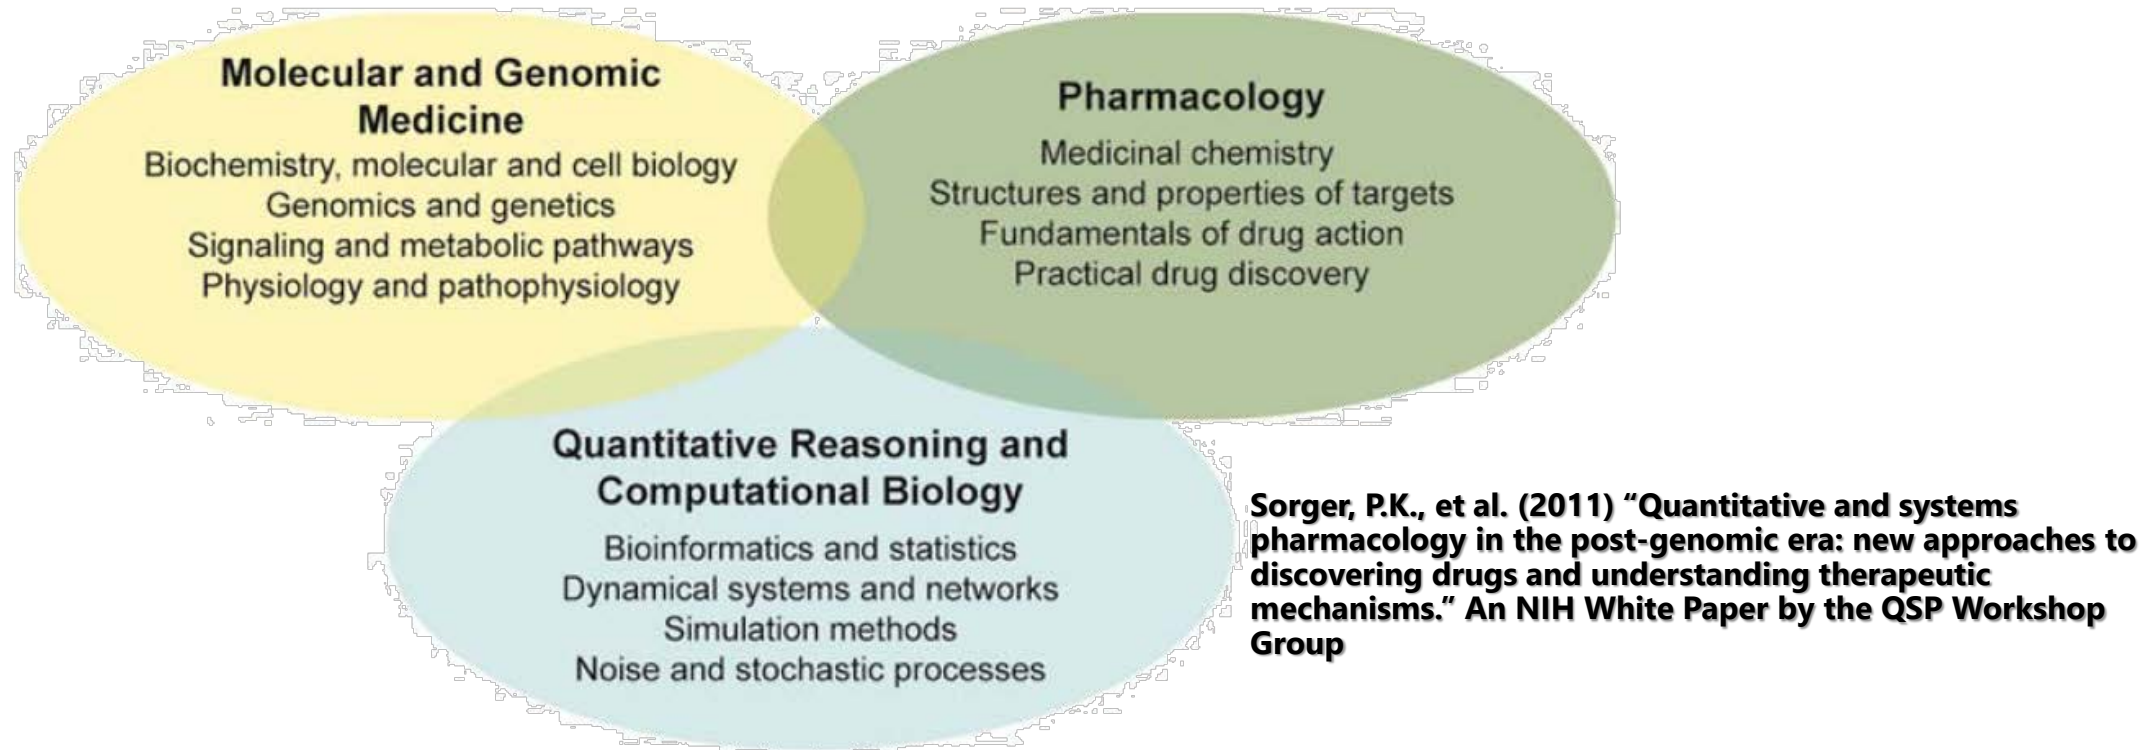 Molecular and Genomic
Medicine
Biochemistry, molecular and cell biology
Genomics and genetics
Signaling and metabolic pathways
Physiology and pathophysiology
Pharmacology
Medicinal chemistry
Structures and properties of targets
Fundamentals of drug action
Practical drug discovery
Quantitative Reasoning and
Computational Biology
Bioinformatics and statistics
Dynamical systems and networks
Simulation methods
Noise and stochastic processes
Sorger, P.K., et al. (2011) “Quantitative and systems
pharmacology in the post-genomic era: new approaches to
discovering drugs and understanding therapeutic
mechanisms.” An NIH White Paper by the QSP Workshop
Group